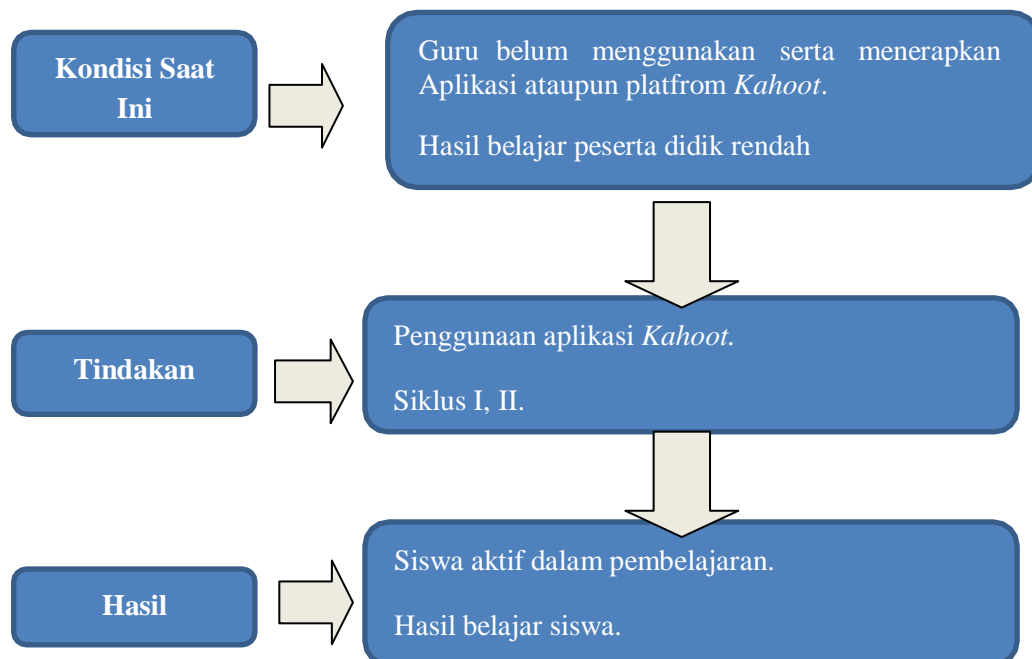 Kondisi Saat
Ini
Guru belum menggunakan serta menerapkan
Aplikasi ataupun platfrom Kahoot.
Hasil belajar peserta didik rendah
Tindakan
Penggunaan aplikasi Kahoot.
Siklus I, II.
Hasil
Siswa aktif dalam pembelajaran.
Hasil belajar siswa.